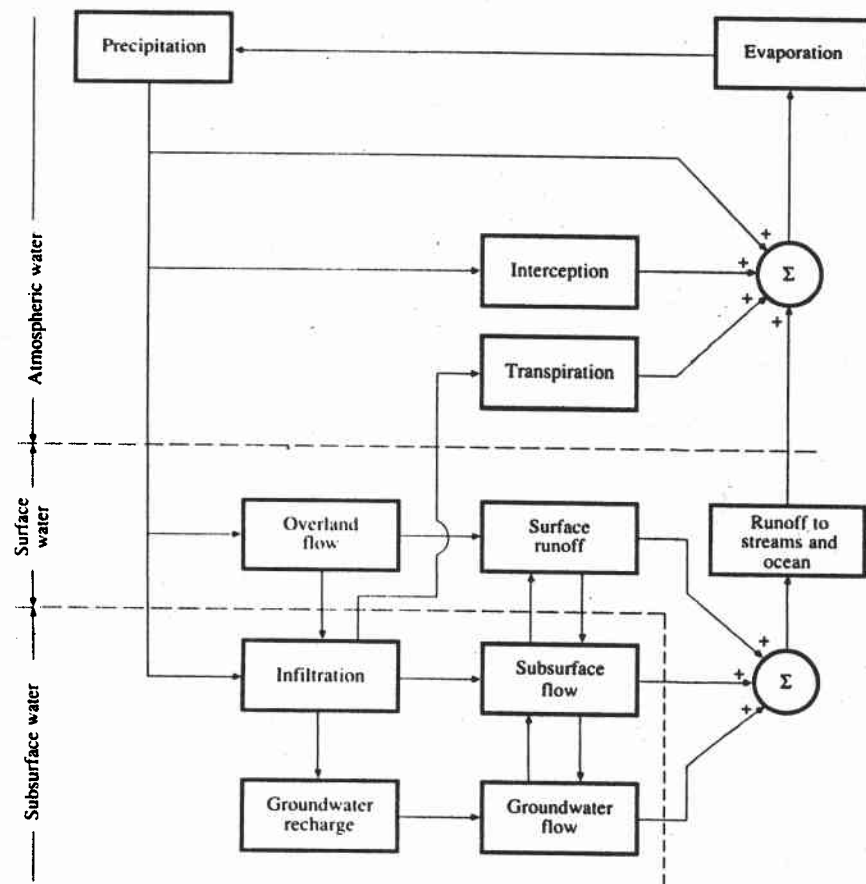 Precipitation
Evaporation
Atmospheric water
+
Interception
+
Σ
+
Transpiration
+
Surface
water
Overland
flow
Surface
runoff
Runoff to
streams and
ocean
Subsurface water
+
Infiltration
Subsurface
flow
+
Σ
+
Groundwater
recharge
Groundwater
flow